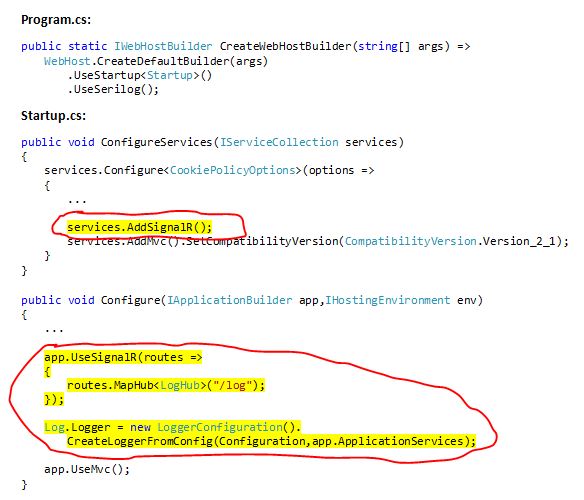 Program.cs:
public static IWebHostBuilder CreateWebHostBuilder(string[] args) =>
WebHost.CreateDefaultBuilder(args)
.UseStartup<Startup>()
.UseSerilog();
Startup.cs:
public void ConfigureServices(IServiceCollection services)
{
services.Configure<CookiePolicyOptions>(options =>
{
...
services.AddSignalR();
services.AddMvc().SetCompatibilityVersion(CompatibilityVersion.Version_2_1);
}
}
public void Configure(IApplicationBuilder app,IHostingEnvironment env)
{
...
app.UseSignalR(routes =>
{
routes.MapHub<LogHub>("/log");
});
Log.Logger = new LoggerConfiguration().
CreateLoggerFromConfig(Configuration,app.ApplicationServices);
app.UseMvc();
}